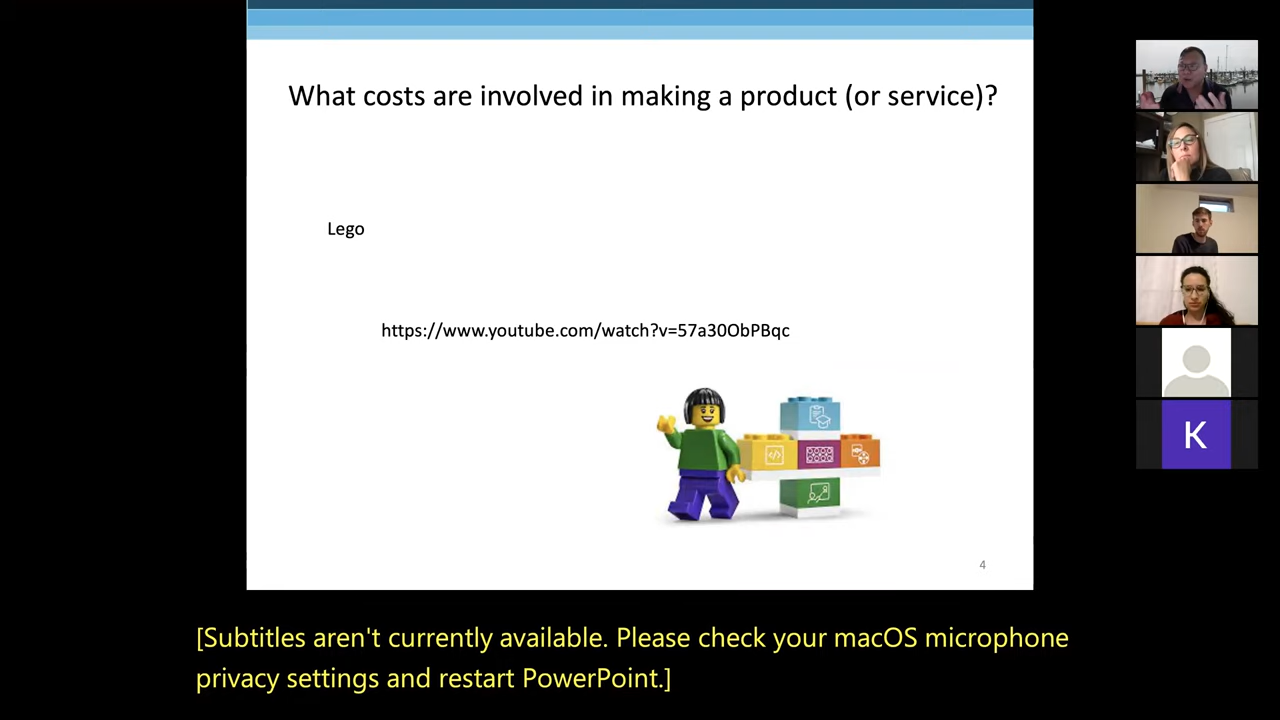 What costs are involved in making a product (or service)?
Lego
https://www.youtube.com/watch?v=57a30ObPBqc
</>
4
K
[Subtitles aren't currently available. Please check your macOS microphone
privacy settings and restart PowerPoint.]